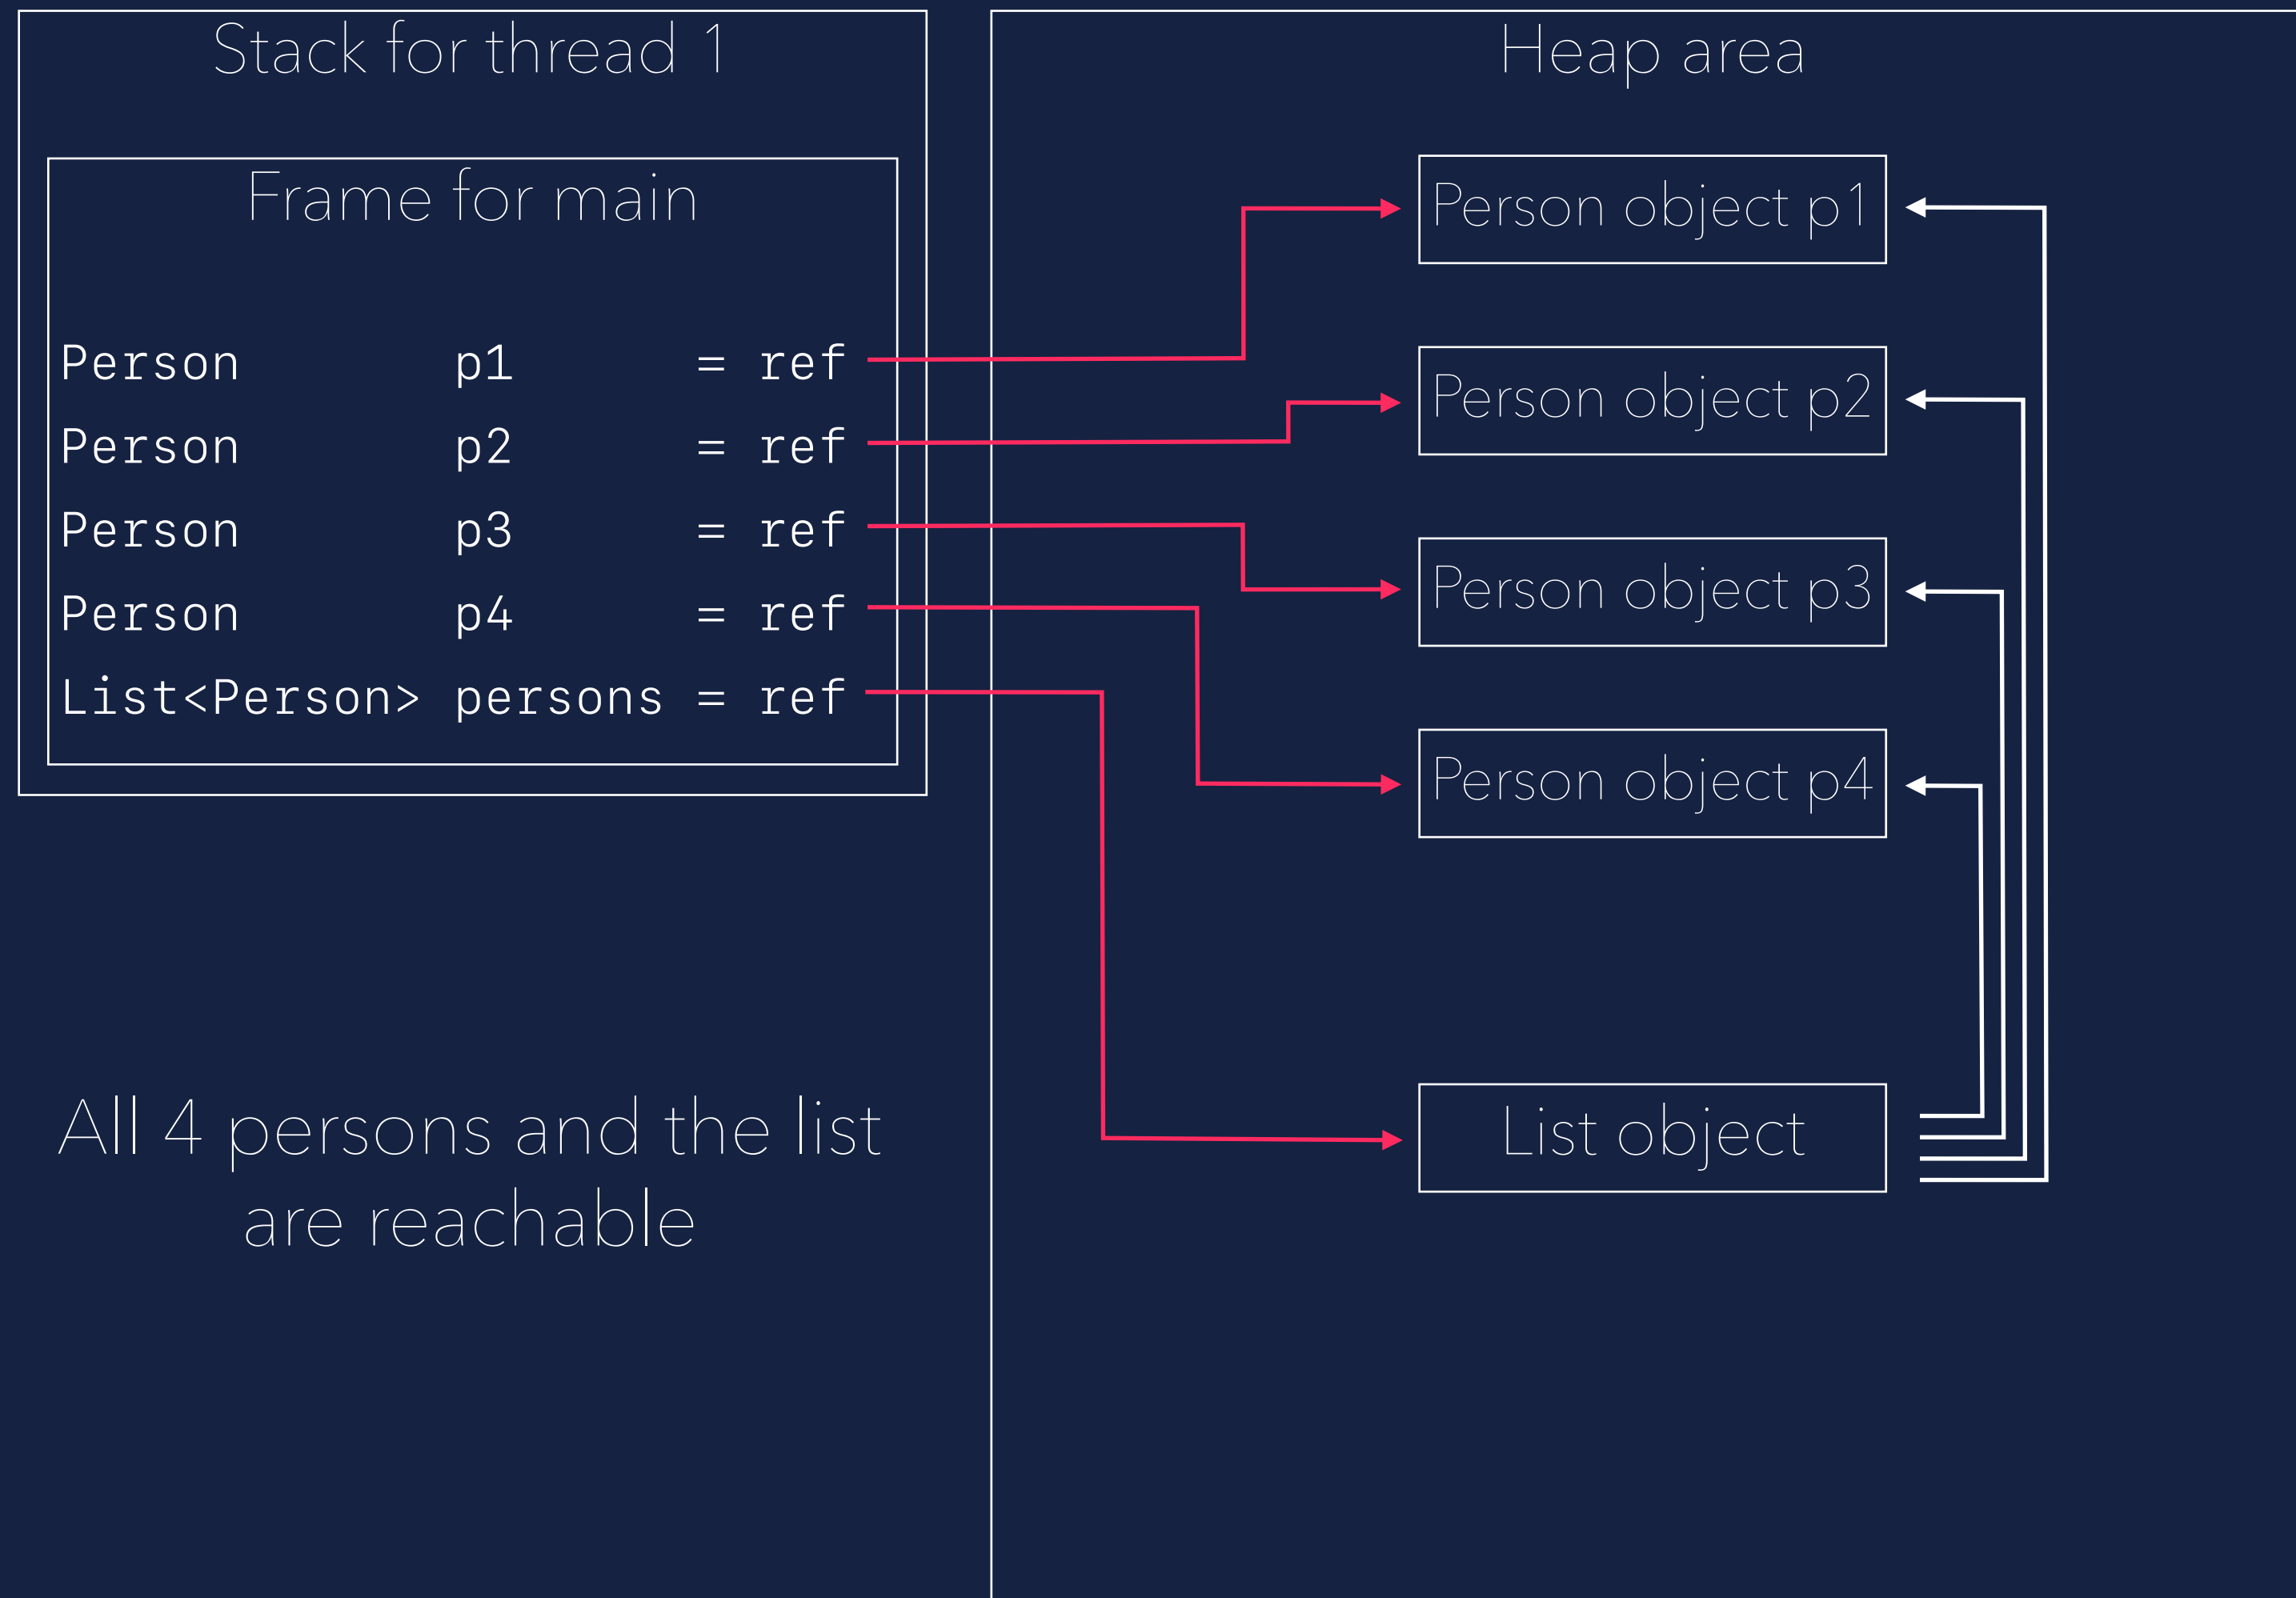 Stack for thread 1
Frame for main
Person p1 = ref
Person p2 = ref
Person p3 = ref
Person p4 = ref
List<Person> persons = ref
All 4 persons and the list
are reachable
Heap area
Person object p1
Person object p2
Person object p3
Person object p4
List object